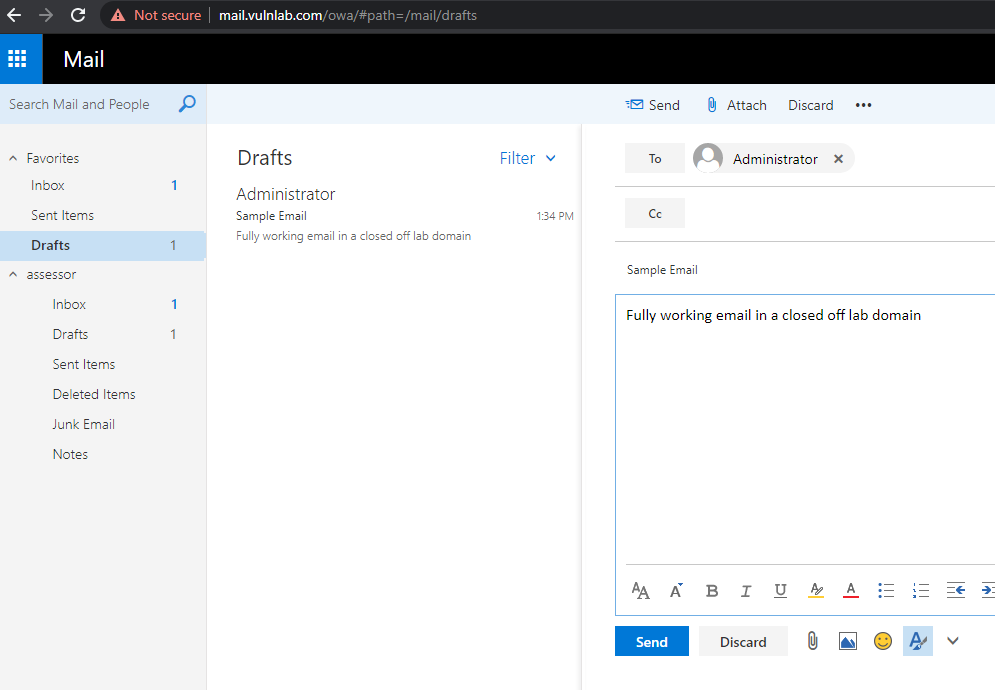 Not secure mail.vulnlab.com/owa/#path=/mail/drafts
Mail
Search Mail and People
Send Attach Discard •••
Favorites
Inbox 1
Sent Items
Drafts 1
assessor
Inbox 1
Drafts 1
Sent Items
Deleted Items
Junk Email
Notes
Drafts Filter
Administrator
Sample Email 1:34 PM
Fully working email in a closed off lab domain
To Administrator
Cc
Sample Email
Fully working email in a closed off lab domain
AA A B I U A A
Send Discard